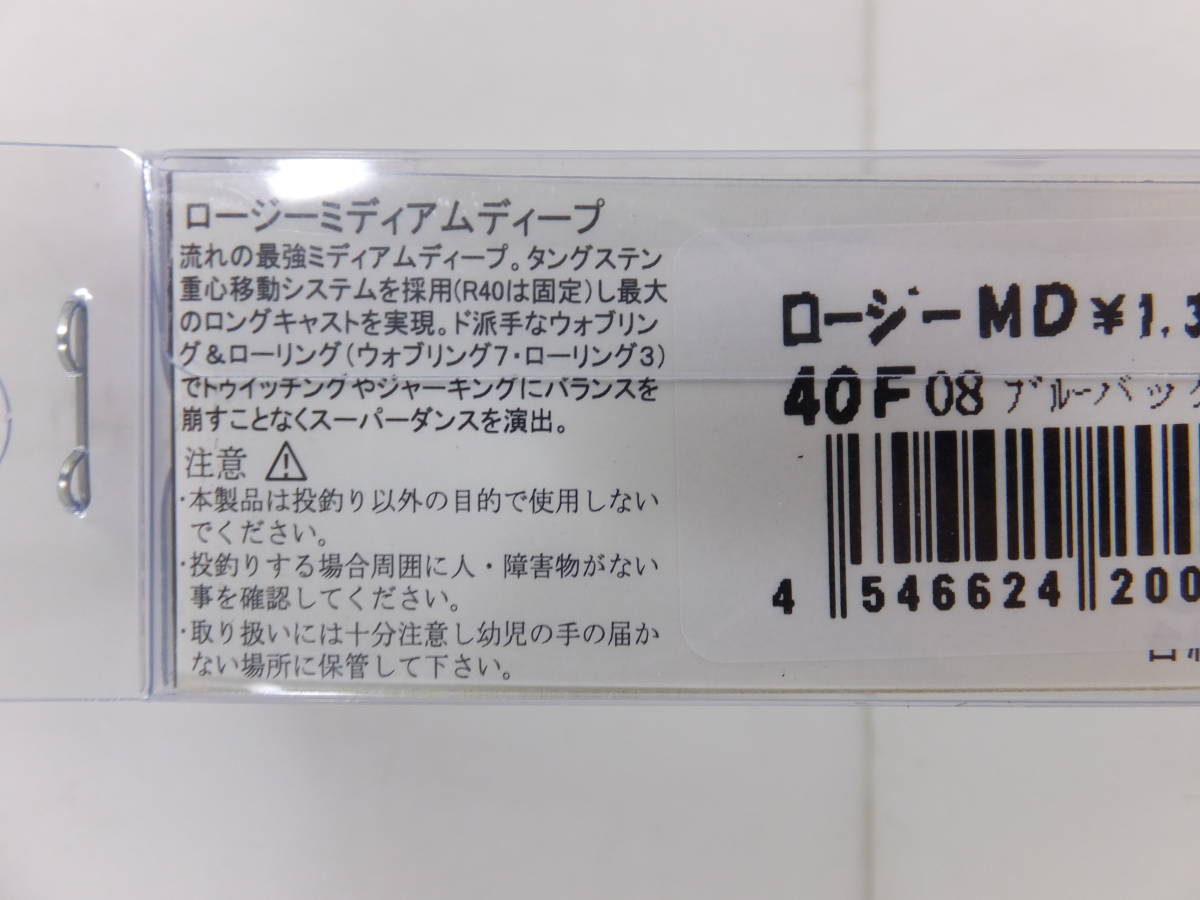 ロージーミディアムディープ
流れの最強ミディアムディープ。タングステン
重心移動システムを採用(R40は固定)し最大
のロングキャストを実現。ド派手なウォブリン
グ&ローリング(ウォブリング7・ローリング3)
でトゥイッチングやジャーキングにバランスを
崩すことなくスーパーダンスを演出。
注意
・本製品は投釣り以外の目的で使用しない
でください。
・投釣りする場合周囲に人・障害物がない
事を確認してください。
・取り扱いには十分注意し幼児の手の届か
ない場所に保管して下さい。
ロージーMD ¥1,3
40F 08 ブルーバック
4 546624 200